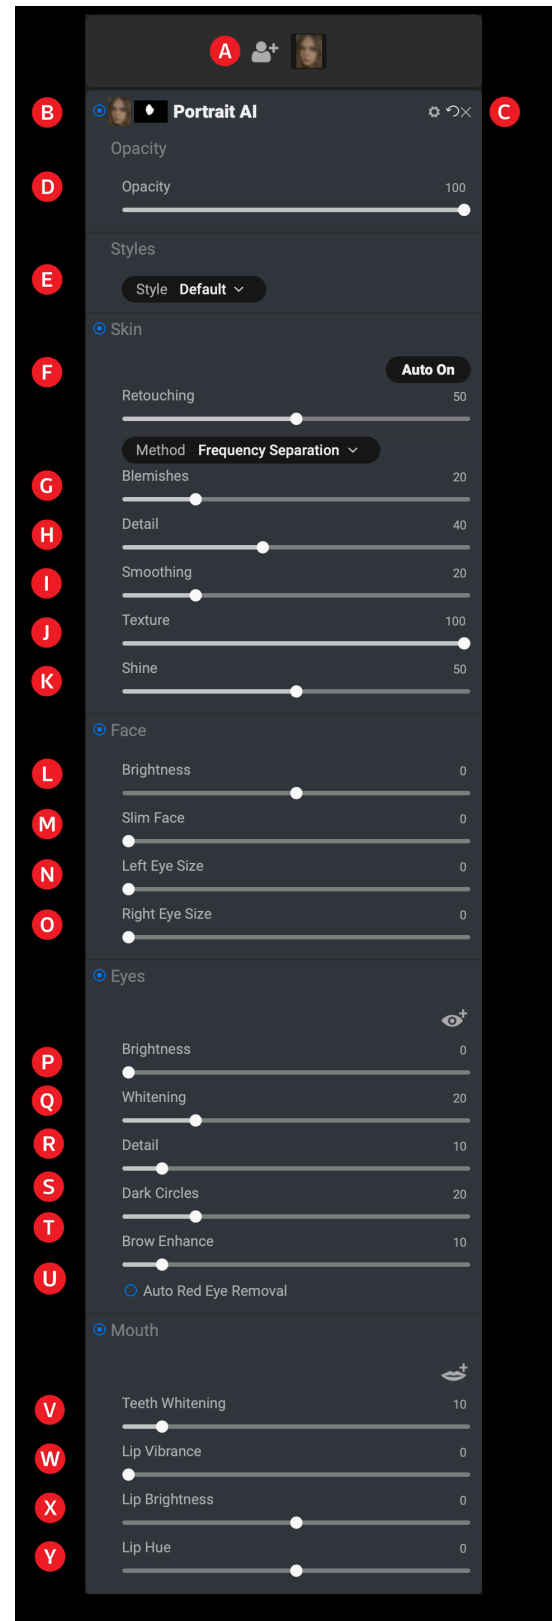 A
B Portrait AI C
Opacity
D Opacity 100
Styles
E Style Default
Skin
F Auto On
Retouching 50
Method Frequency Separation
G Blemishes 20
H Detail 40
I Smoothing 20
J Texture 100
K Shine 50
Face
L Brightness 0
M Slim Face 0
N Left Eye Size 0
O Right Eye Size 0
Eyes
P Brightness 0
Q Whitening 20
R Detail 10
S Dark Circles 20
T Brow Enhance 10
U Auto Red Eye Removal
Mouth
V Teeth Whitening 10
W Lip Vibrance 0
X Lip Brightness 0
Y Lip Hue 0